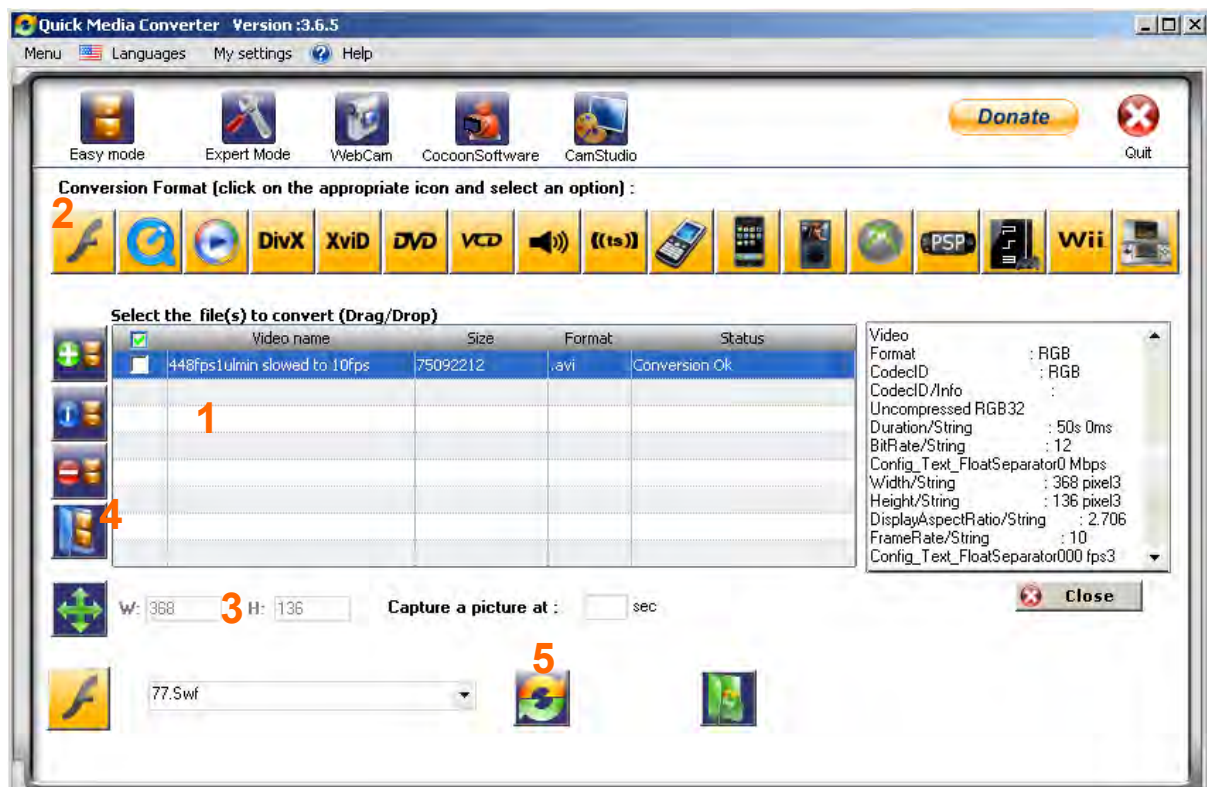 Quick Media Converter Version :3.6.5
Menu Languages My settings Help
Donate
Easy mode Expert Mode WebCam CocoonSoftware CamStudio Quit
Conversion Format (click on the appropriate icon and select an option) :
2
DivX XviD DVD VCD ((ts)) PSP Wii
Select the file(s) to convert (Drag/Drop)
Video name Size Format Status
448fps1ulmin slowed to 10fps 75092212 .avi Conversion Ok
1
4
Video
Format : RGB
CodecID : RGB
CodecID/Info :
Uncompressed RGB32
Duration/String : 50s 0ms
BitRate/String : 12
Config_Text_FloatSeparator0 Mbps
Width/String : 368 pixel3
Height/String : 136 pixel3
DisplayAspectRatio/String : 2.706
FrameRate/String : 10
Config_Text_FloatSeparator000 fps3
W: 368 3 H: 136 Capture a picture at : sec Close
5
77.Swf